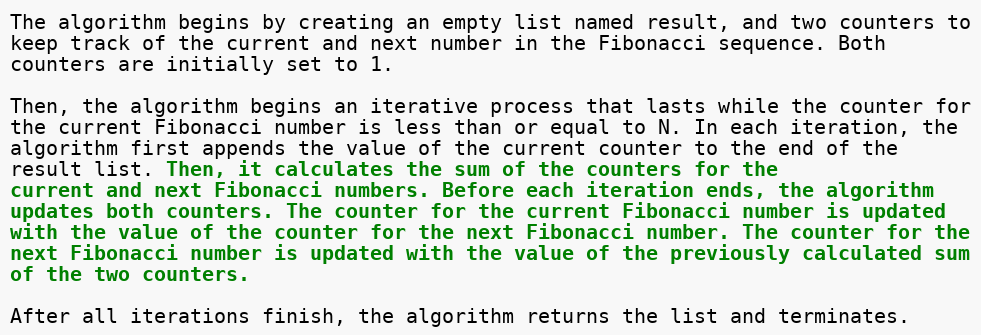 The algorithm begins by creating an empty list named result, and two counters to
keep track of the current and next number in the Fibonacci sequence. Both
counters are initially set to 1.
Then, the algorithm begins an iterative process that lasts while the counter for
the current Fibonacci number is less than or equal to N. In each iteration, the
algorithm first appends the value of the current counter to the end of the
result list. Then, it calculates the sum of the counters for the
current and next Fibonacci numbers. Before each iteration ends, the algorithm
updates both counters. The counter for the current Fibonacci number is updated
with the value of the counter for the next Fibonacci number. The counter for the
next Fibonacci number is updated with the value of the previously calculated sum
of the two counters.
After all iterations finish, the algorithm returns the list and terminates.